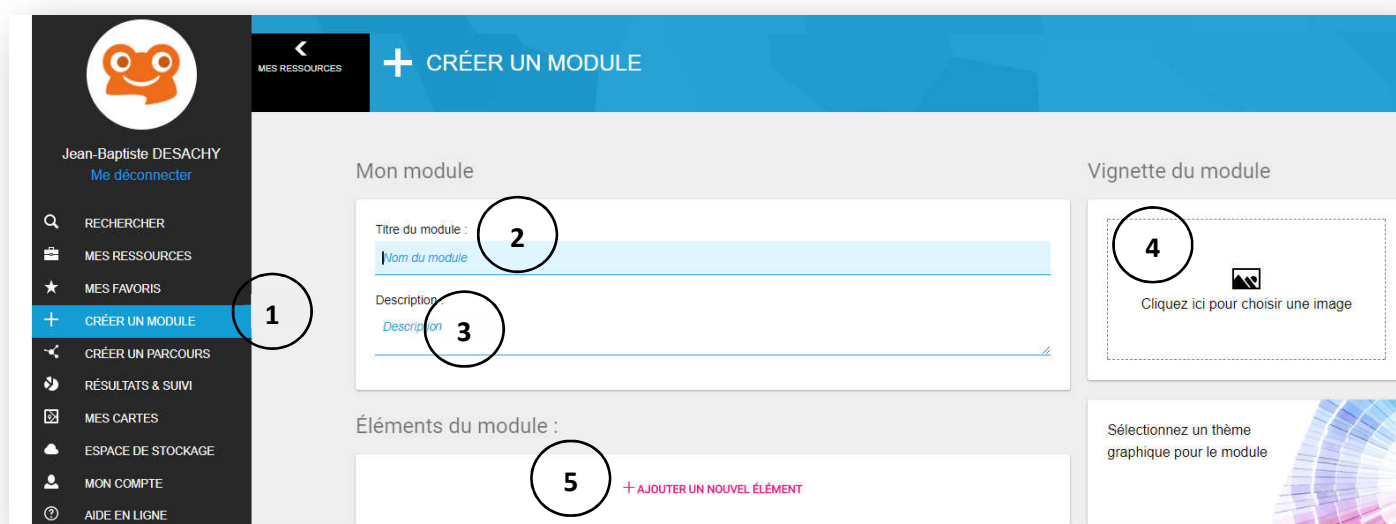 Jean-Baptiste DESACHY
Me déconnecter
RECHERCHER
MES RESSOURCES
MES FAVORIS
CRÉER UN MODULE
1
CRÉER UN PARCOURS
RÉSULTATS & SUIVI
MES CARTES
ESPACE DE STOCKAGE
MON COMPTE
AIDE EN LIGNE
MES RESSOURCES
CRÉER UN MODULE
Mon module
Titre du module :
2
Nom du module
Description :
Description
3
Éléments du module :
5
AJOUTER UN NOUVEL ÉLÉMENT
Vignette du module
4
Cliquez ici pour choisir une image
Sélectionnez un thème
graphique pour le module